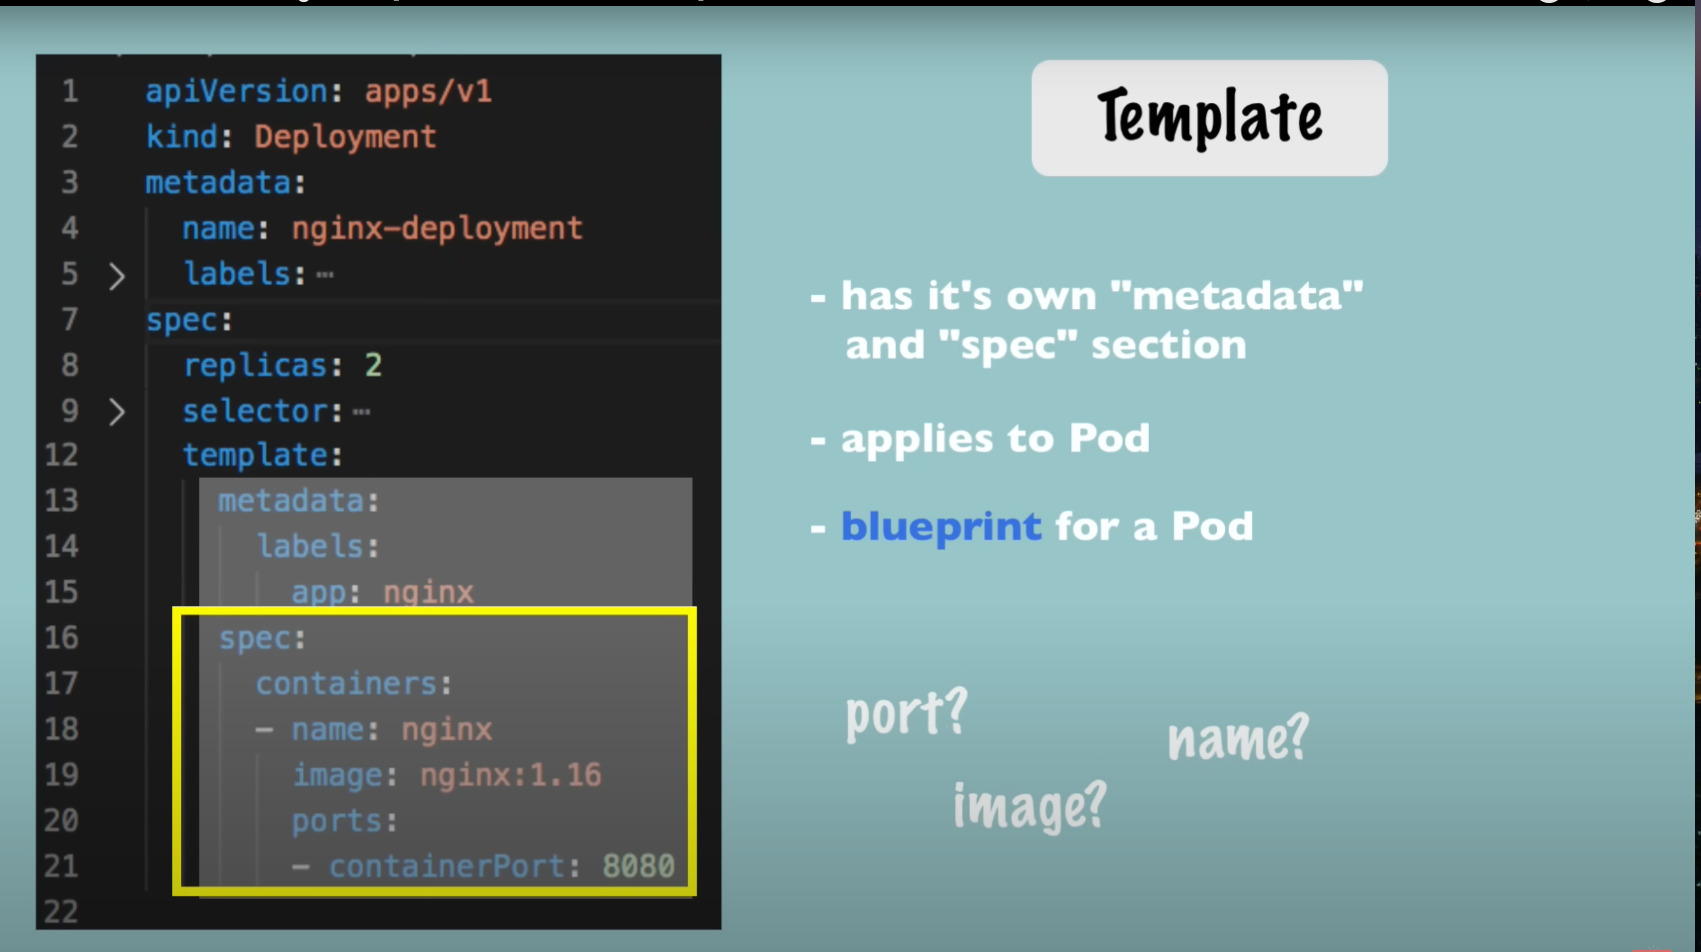 1 apiVersion: apps/v1
2 kind: Deployment
3 metadata:
4 name: nginx-deployment
5 > labels:···
7 spec:
8 replicas: 2
9 > selector:···
12 template:
13 metadata:
14 labels:
15 app: nginx
16 spec:
17 containers:
18 - name: nginx
19 image: nginx:1.16
20 ports:
21 - containerPort: 8080
22
Template
- has it's own "metadata"
and "spec" section
- applies to Pod
- blueprint for a Pod
port?
name?
image?